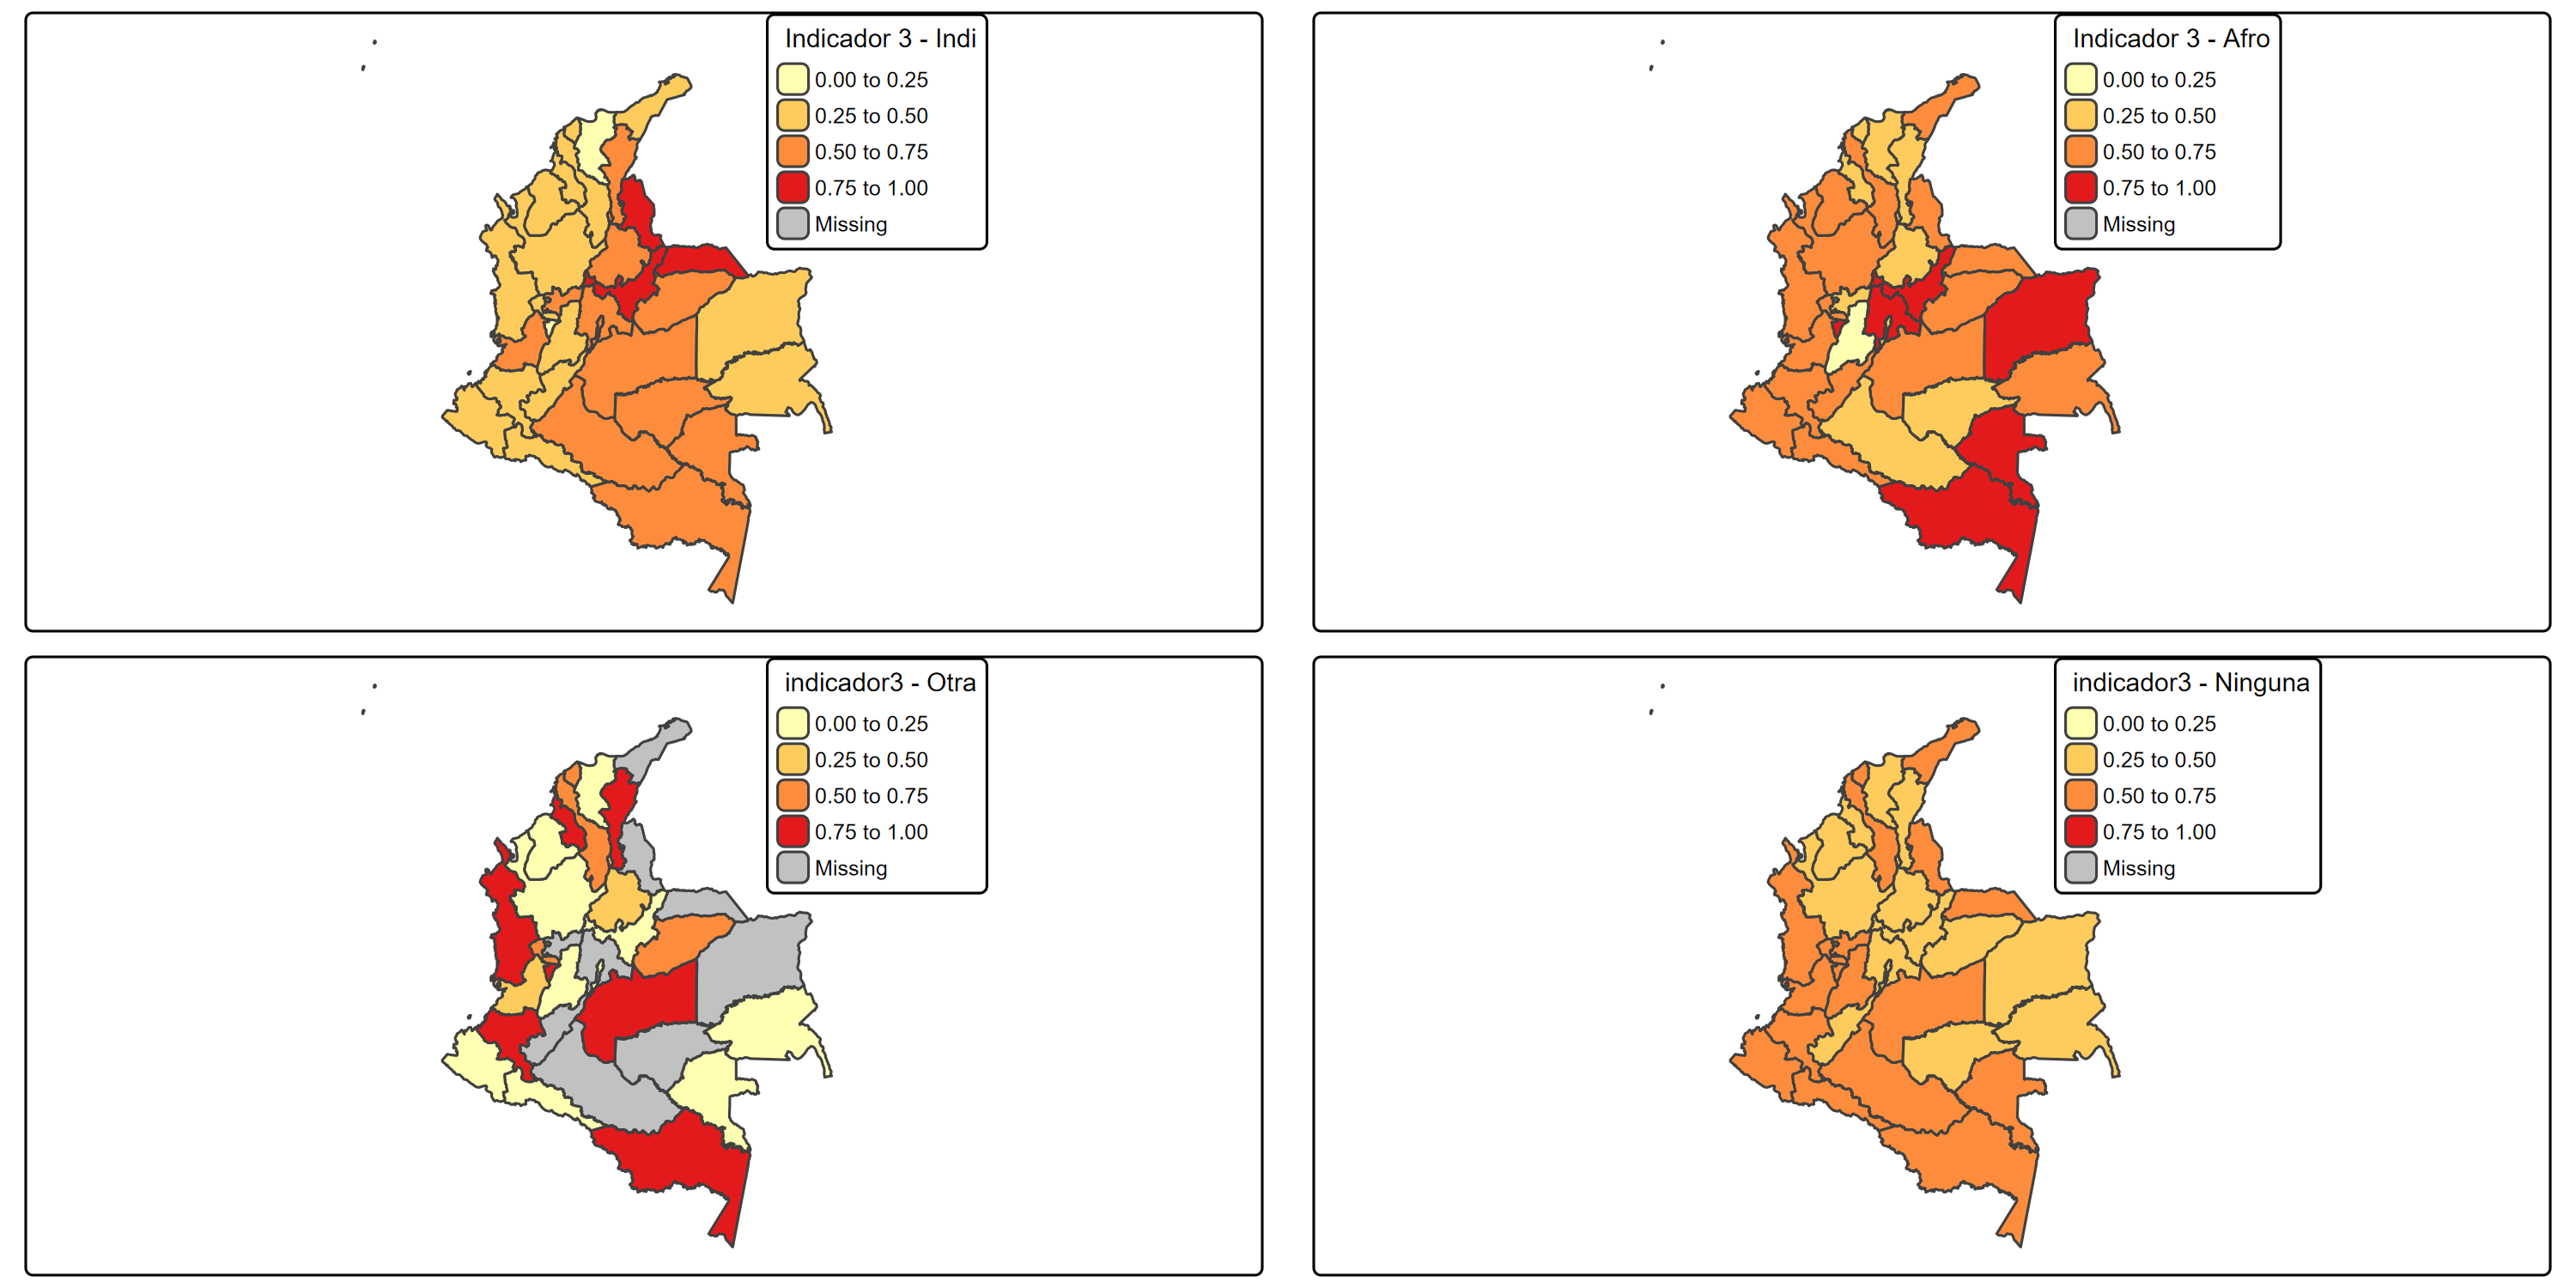 Indicador 3 - Indi
0.00 to 0.25
0.25 to 0.50
0.50 to 0.75
0.75 to 1.00
Missing
Indicador 3 - Afro
0.00 to 0.25
0.25 to 0.50
0.50 to 0.75
0.75 to 1.00
Missing
indicador3 - Otra
0.00 to 0.25
0.25 to 0.50
0.50 to 0.75
0.75 to 1.00
Missing
indicador3 - Ninguna
0.00 to 0.25
0.25 to 0.50
0.50 to 0.75
0.75 to 1.00
Missing